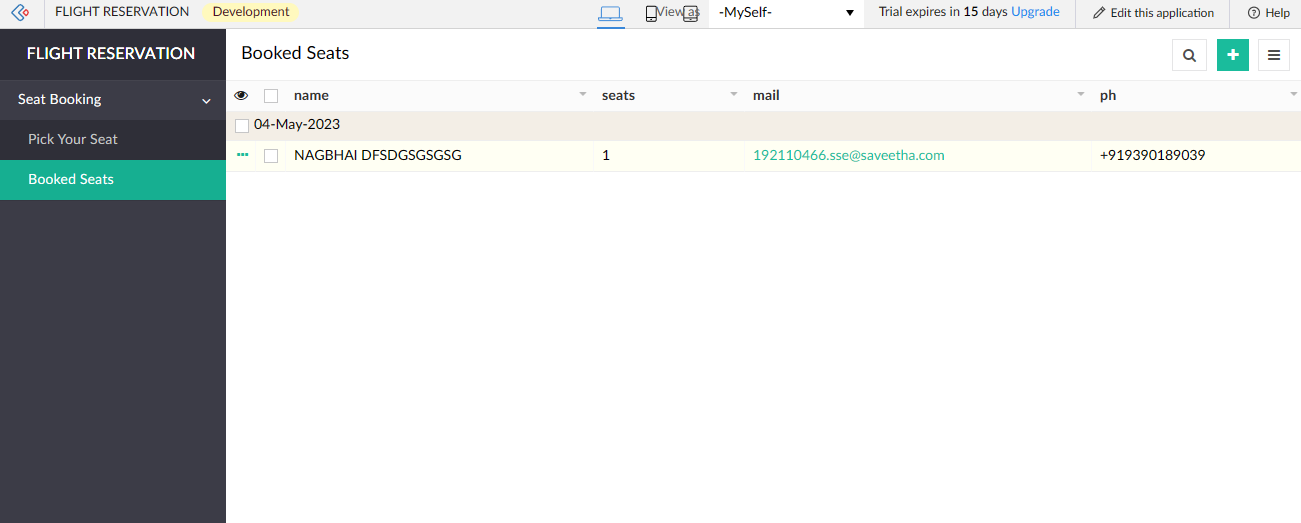 FLIGHT RESERVATION Development View as -MySelf- Trial expires in 15 days Upgrade Edit this application Help
FLIGHT RESERVATION
Booked Seats
Seat Booking
name seats mail ph
04-May-2023
Pick Your Seat
NAGBHAI DFSDGSGSGSG 1 192110466.sse@saveetha.com +919390189039
Booked Seats